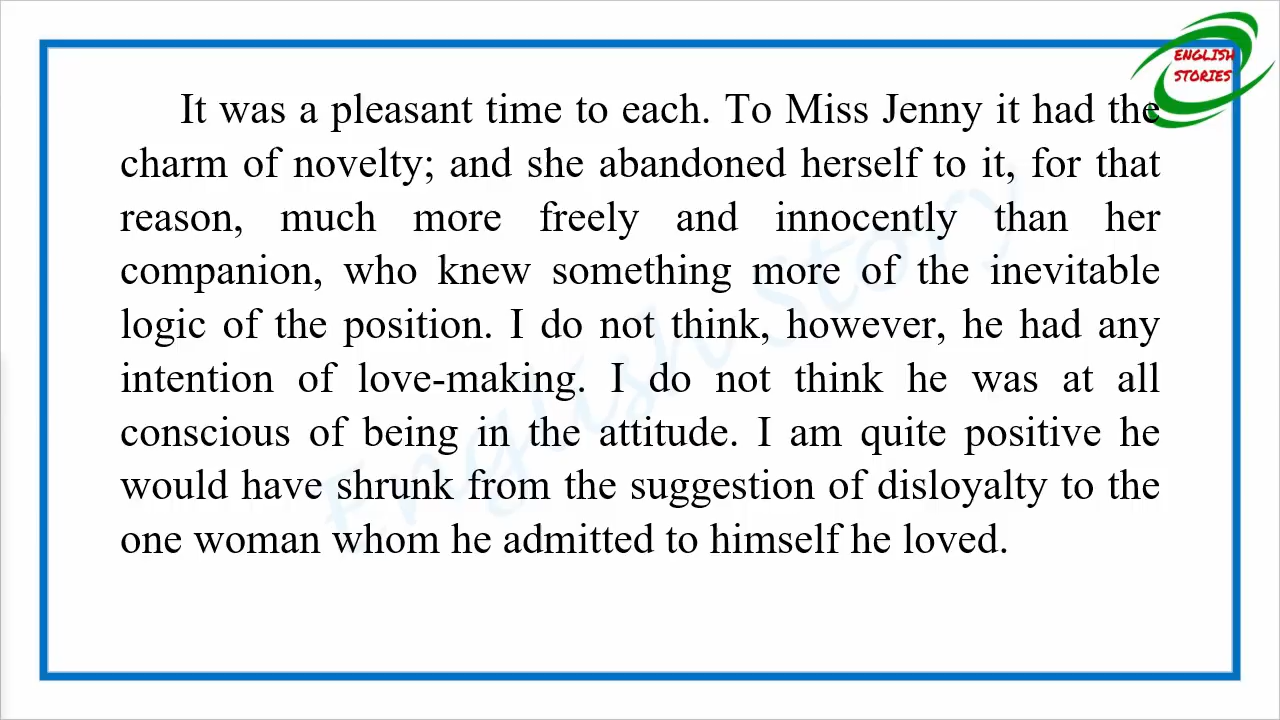 ENGLISH
STORIES
It was a pleasant time to each. To Miss Jenny it had the
charm of novelty; and she abandoned herself to it, for that
reason, much more freely and innocently than her
companion, who knew something more of the inevitable
logic of the position. I do not think, however, he had any
intention of love-making. I do not think he was at all
conscious of being in the attitude. I am quite positive he
would have shrunk from the suggestion of disloyalty to the
one woman whom he admitted to himself he loved.
English Story